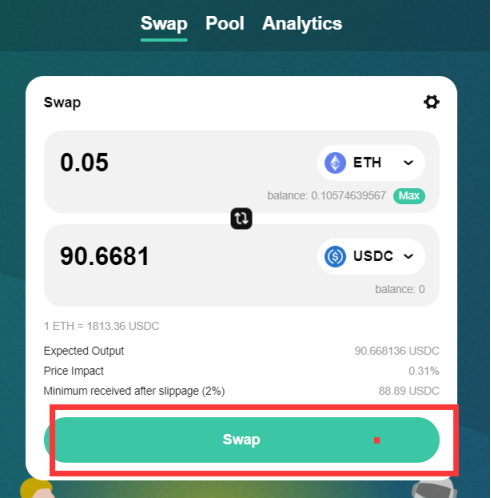 Swap Pool Analytics
Swap
0.05 ETH
balance: 0.10574639567 Max
90.6681 USDC
balance: 0
1 ETH = 1813.36 USDC
Expected Output 90.668136 USDC
Price Impact 0.31%
Minimum received after slippage (2%) 88.89 USDC
Swap